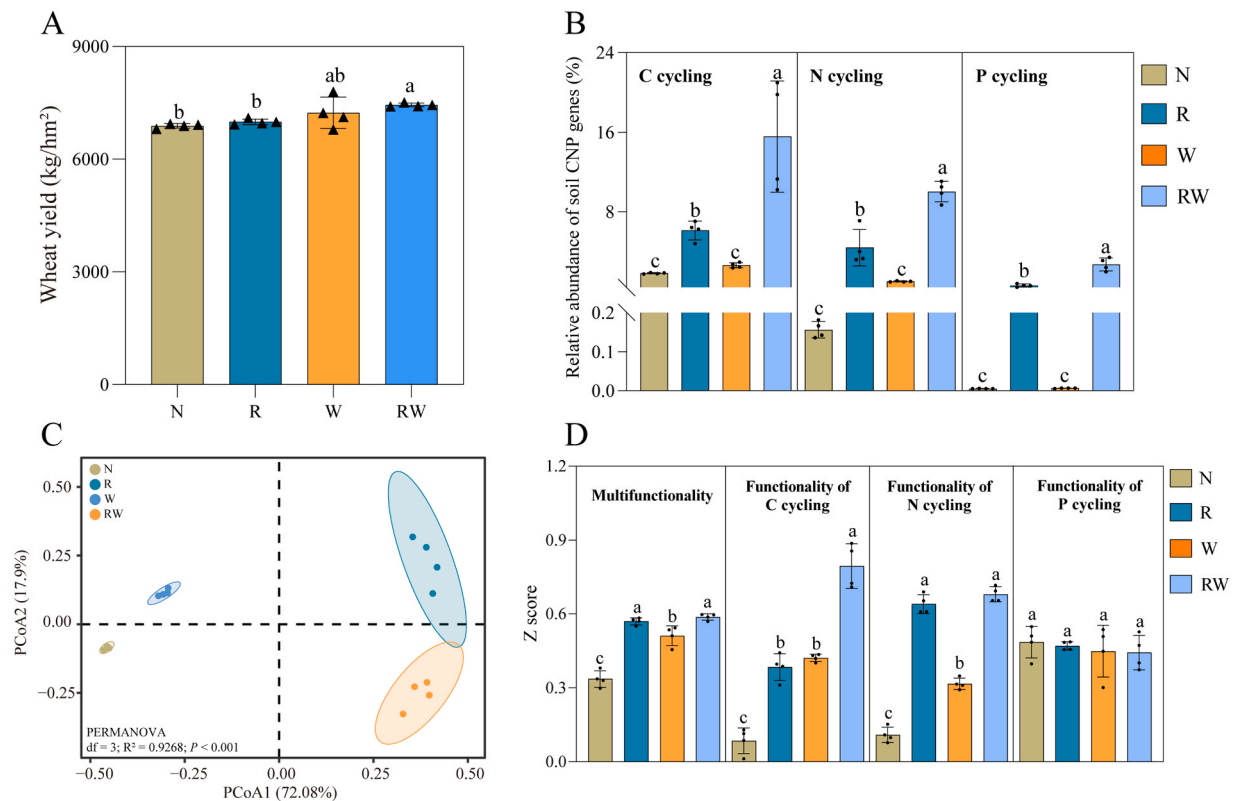 A
9000
6000
3000
0
Wheat yield (kg/hm²)
b
b
ab
a
N
R
W
RW
B
24
16
8
0.2
0.1
0.0
Relative abundance of soil CNP genes (%)
C cycling
N cycling
P cycling
c
b
c
a
c
b
c
a
c
b
c
a
N
R
W
RW
C
N
R
W
RW
0.50
0.25
0.00
−0.25
PCoA2 (17.9%)
PERMANOVA
df = 3; R² = 0.9268; P < 0.001
−0.50
−0.25
0.00
0.25
0.50
PCoA1 (72.08%)
D
1.2
0.9
0.6
0.3
0.0
Z score
Multifunctionality
Functionality of
C cycling
Functionality of
N cycling
Functionality of
P cycling
c
a
b
a
c
b
b
a
c
a
b
a
a
a
a
a
N
R
W
RW